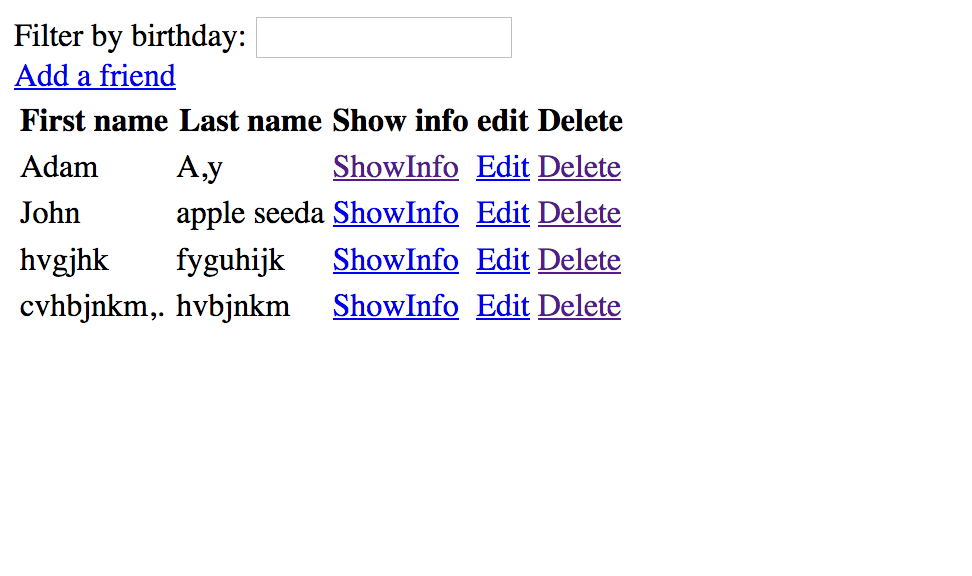 Filter by birthday:
Add a friend
First name Last name Show info edit Delete
Adam A,y ShowInfo Edit Delete
John apple seeda ShowInfo Edit Delete
hvgjhk fyguhijk ShowInfo Edit Delete
cvhbjnkm,. hvbjnkm ShowInfo Edit Delete